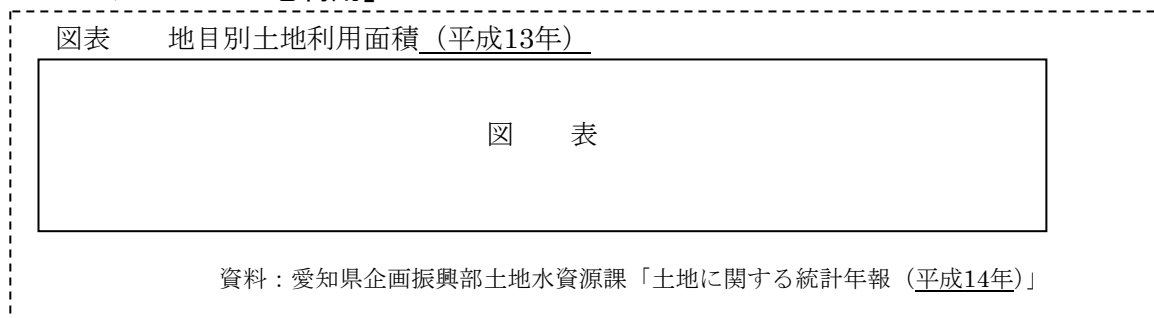 図表　　地目別土地利用面積（平成13年）
図　　表
資料：愛知県企画振興部土地水資源課「土地に関する統計年報（平成14年）」